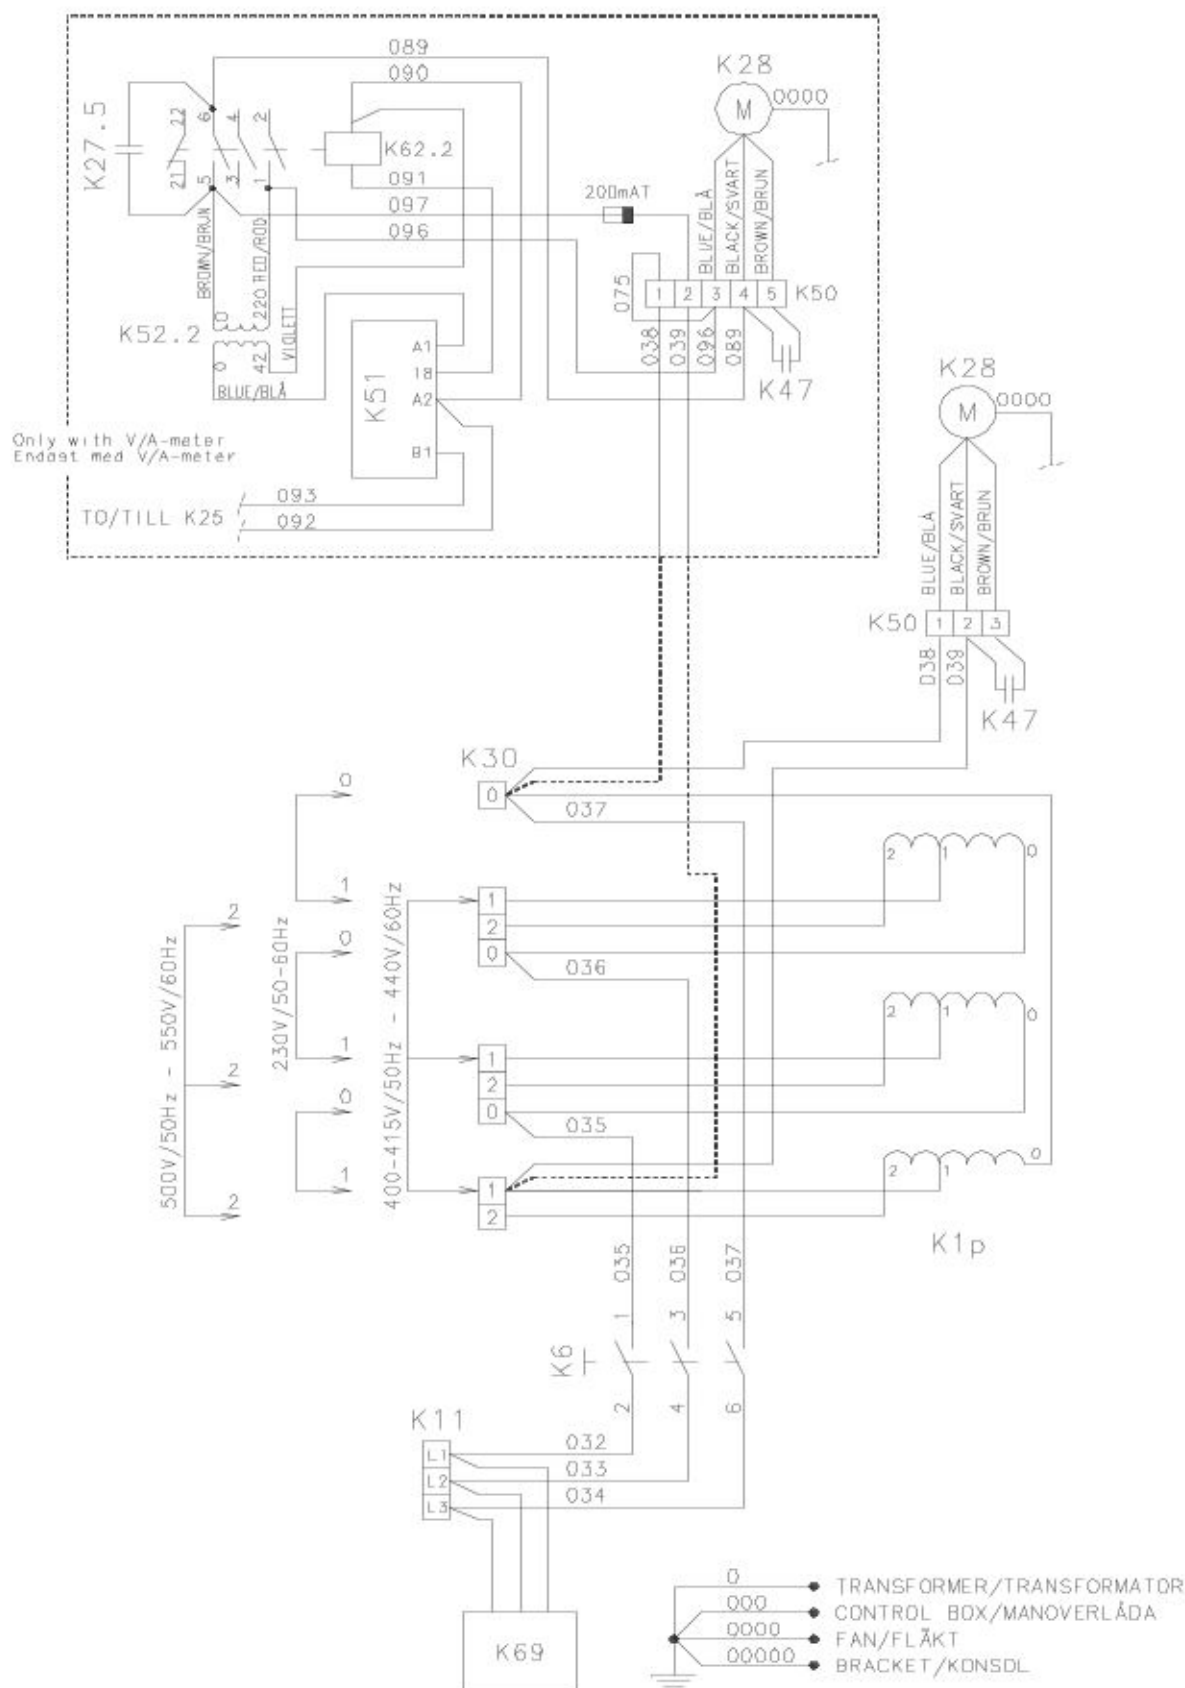 089
090
K28
M
0000
K27.5
22
6
4
2
K62.2
21
5
3
1
091
097
096
200mAT
BROWN/BRUN
RED/ROD
BLUE/BLÅ
BLACK/SVART
BROWN/BRUN
075
1 2 3 4 5
K50
0
220
VIOLETT
K52.2
0
42
BLUE/BLÅ
038
039
096
089
K47
A1
18
A2
B1
K51
Only with V/A-meter
Endast med V/A-meter
093
TO/TILL K25
092
K28
M
0000
BLUE/BLÅ
BLACK/SVART
BROWN/BRUN
K50
1 2 3
038
039
K47
K30
0
0
037
2 1 0
1
1
2
2
0
0
036
500V/50Hz - 550V/60Hz
230V/50-60Hz
400-415V/50Hz - 440V/60Hz
2 1 0
2
1
1
2
0
0
035
2 1 0
2
1
1
2
K1p
035
036
037
1
3
5
K6
2
4
6
K11
L1
032
L2
033
L3
034
K69
0
TRANSFORMER/TRANSFORMATOR
000
CONTROL BOX/MANOVERLÅDA
0000
FAN/FLÄKT
00000
BRACKET/KONSOL